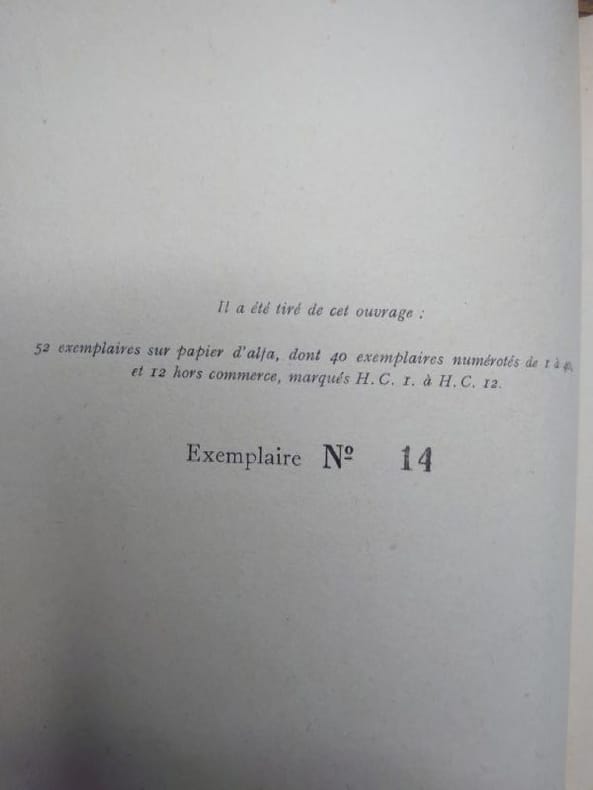 Il a été tiré de cet ouvrage :
52 exemplaires sur papier d'alfa, dont 40 exemplaires numérotés de 1 à 40,
et 12 hors commerce, marqués H. C. 1. à H. C. 12.
Exemplaire Nº 14